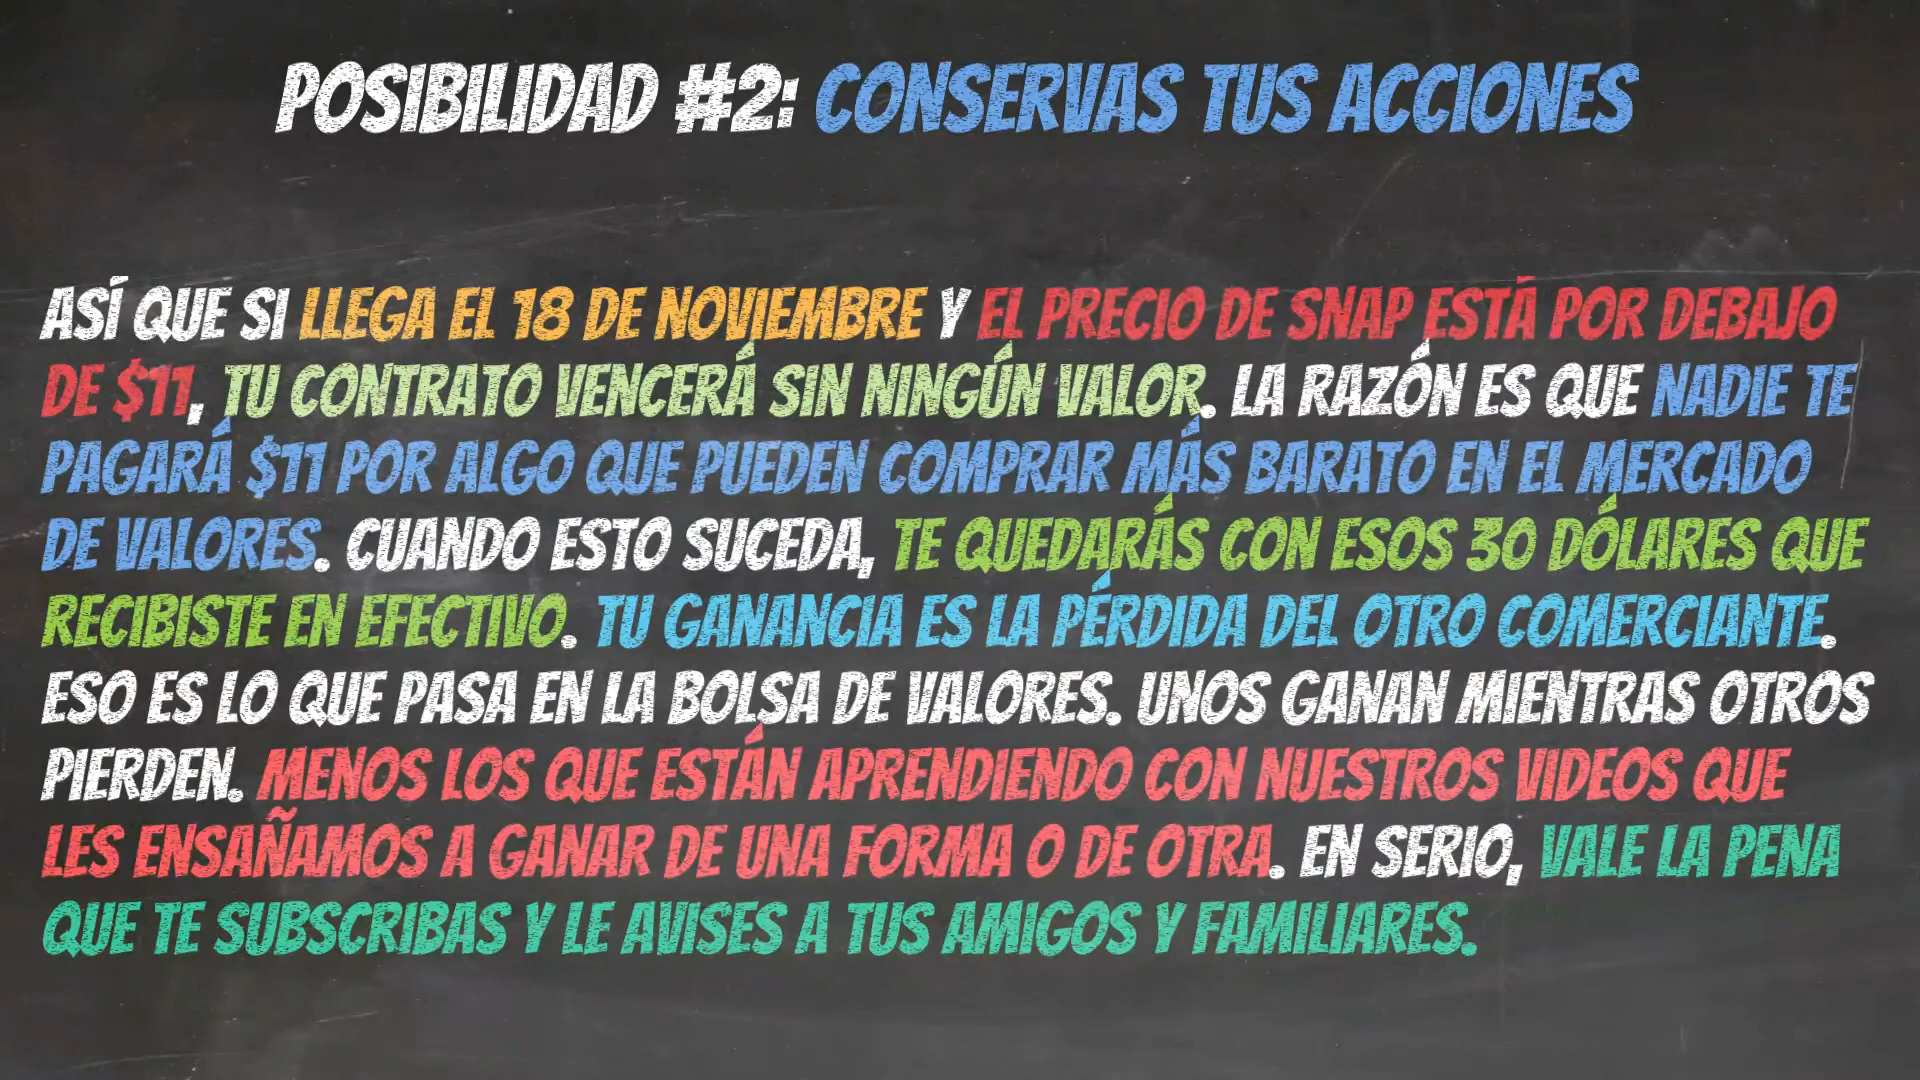 POSIBILIDAD #2: CONSERVAS TUS ACCIONES
ASÍ QUE SI LLEGA EL 18 DE NOVIEMBRE Y EL PRECIO DE SNAP ESTÁ POR DEBAJO
DE $11, TU CONTRATO VENCERÁ SIN NINGÚN VALOR. LA RAZÓN ES QUE NADIE TE
PAGARÁ $11 POR ALGO QUE PUEDEN COMPRAR MÁS BARATO EN EL MERCADO
DE VALORES. CUANDO ESTO SUCEDA, TE QUEDARÁS CON ESOS 30 DÓLARES QUE
RECIBISTE EN EFECTIVO. TU GANANCIA ES LA PÉRDIDA DEL OTRO COMERCIANTE.
ESO ES LO QUE PASA EN LA BOLSA DE VALORES. UNOS GANAN MIENTRAS OTROS
PIERDEN. MENOS LOS QUE ESTÁN APRENDIENDO CON NUESTROS VIDEOS QUE
LES ENSAÑAMOS A GANAR DE UNA FORMA O DE OTRA. EN SERIO, VALE LA PENA
QUE TE SUBSCRIBAS Y LE AVISES A TUS AMIGOS Y FAMILIARES.